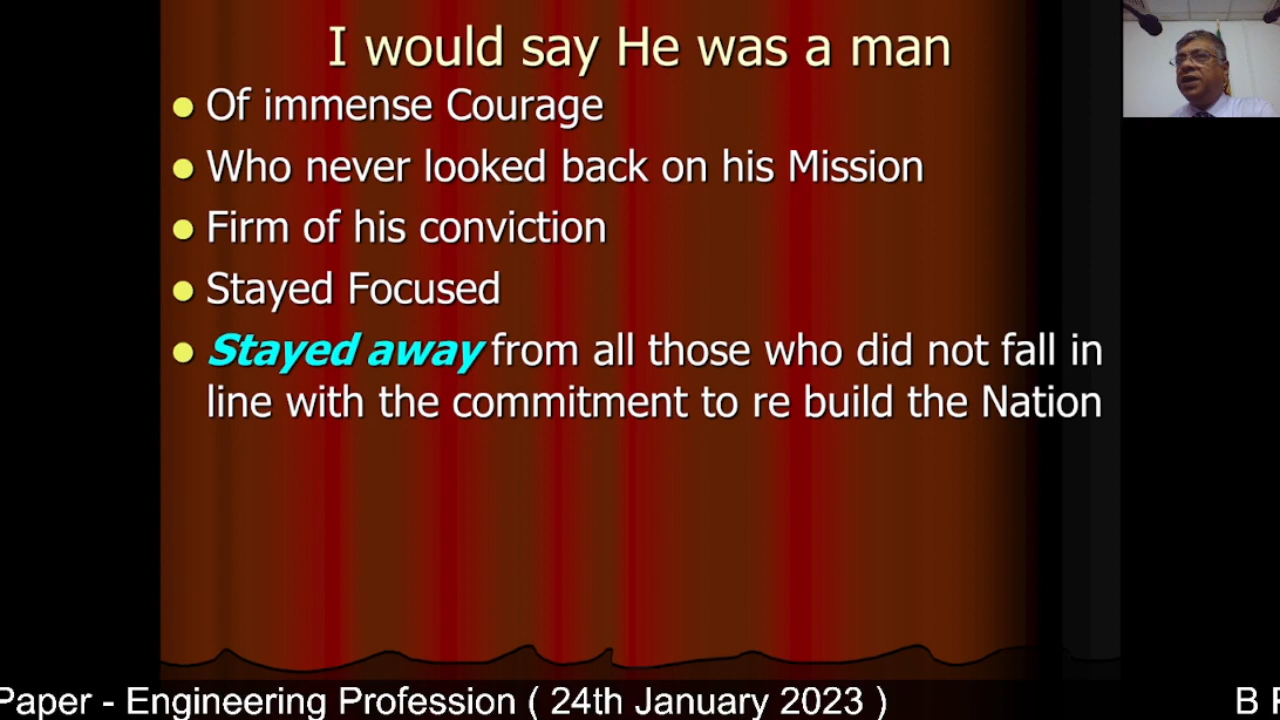 I would say He was a man
Of immense Courage
Who never looked back on his Mission
Firm of his conviction
Stayed Focused
Stayed away from all those who did not fall in
line with the commitment to re build the Nation
Paper - Engineering Profession ( 24th January 2023 ) B